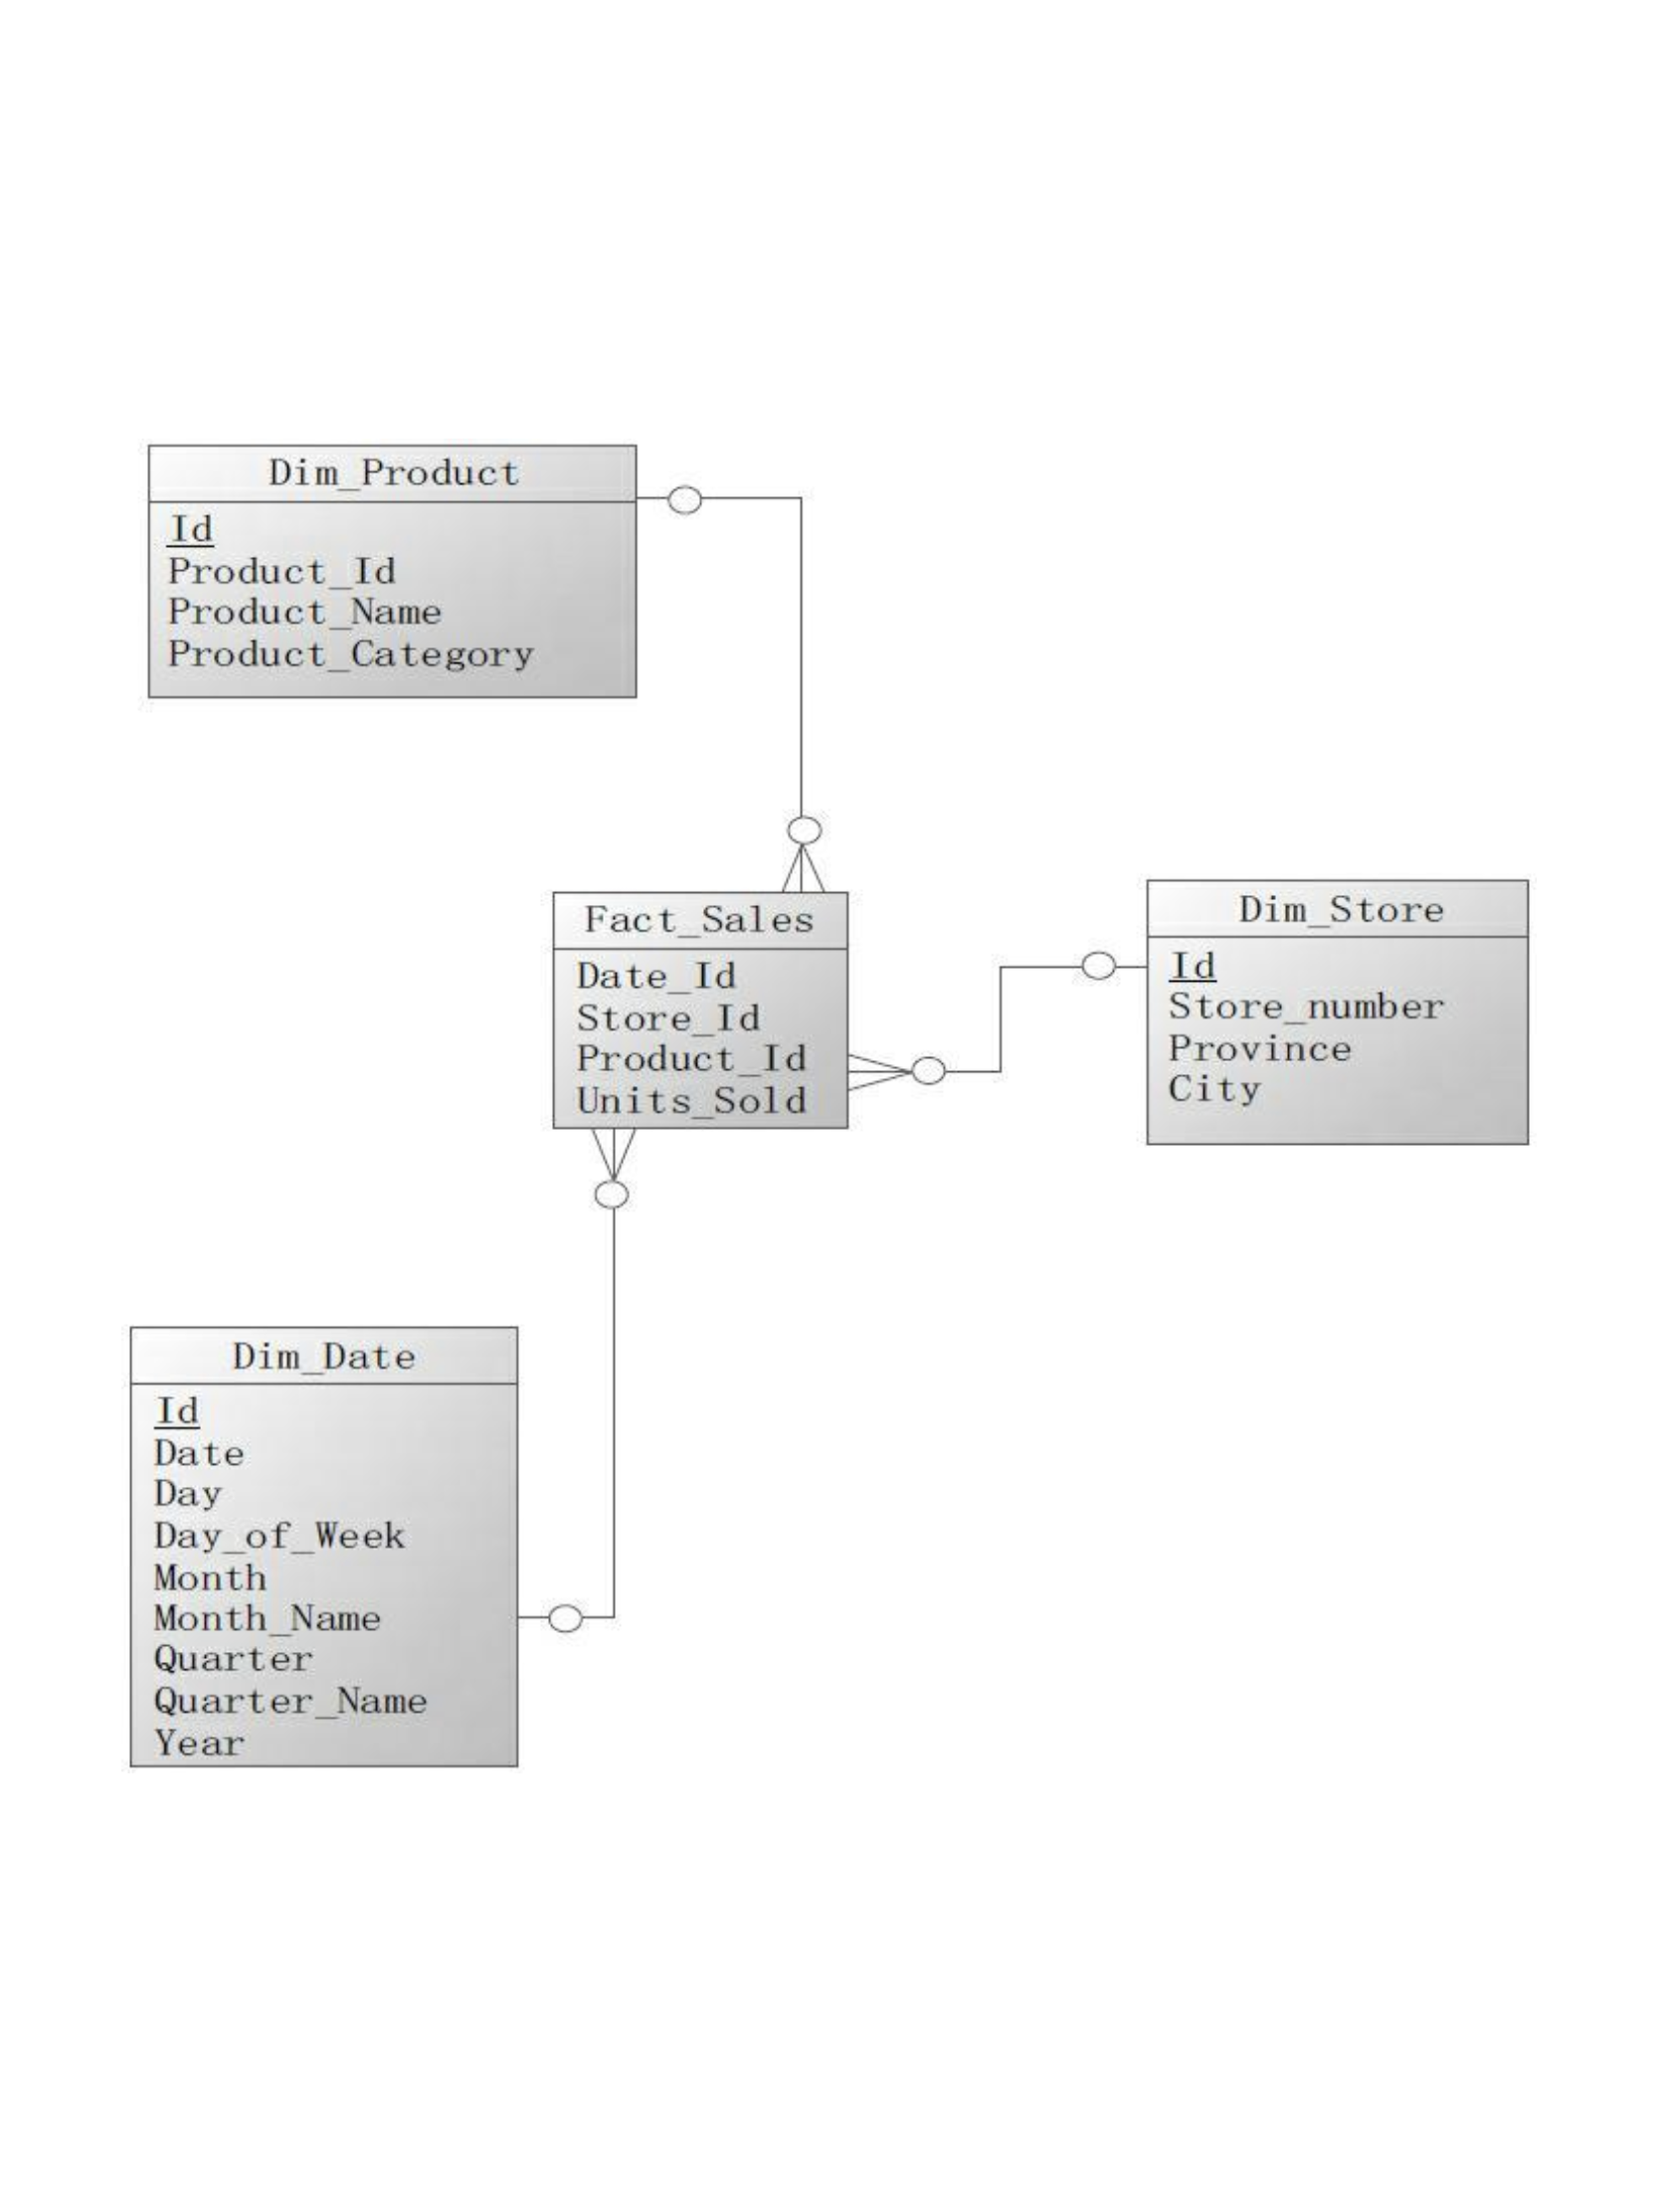 Dim_Product
Id
Product_Id
Product_Name
Product_Category
Fact_Sales
Date_Id
Store_Id
Product_Id
Units_Sold
Dim_Store
Id
Store_number
Province
City
Dim_Date
Id
Date
Day
Day_of_Week
Month
Month_Name
Quarter
Quarter_Name
Year